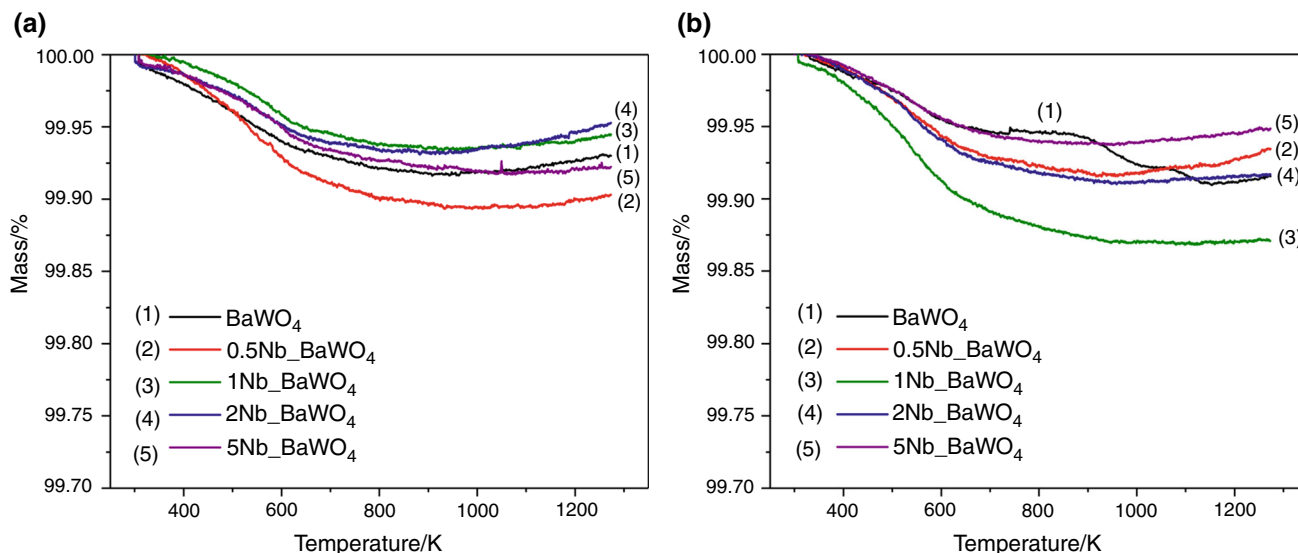 (a)
100.00
99.95
99.90
99.85
99.80
99.75
99.70
Mass/%
400 600 800 1000 1200
Temperature/K
(4)
(3)
(1)
(5)
(2)
(1) BaWO₄
(2) 0.5Nb_BaWO₄
(3) 1Nb_BaWO₄
(4) 2Nb_BaWO₄
(5) 5Nb_BaWO₄
(b)
100.00
99.95
99.90
99.85
99.80
99.75
99.70
Mass/%
400 600 800 1000 1200
Temperature/K
(1)
(5)
(2)
(4)
(3)
(1) BaWO₄
(2) 0.5Nb_BaWO₄
(3) 1Nb_BaWO₄
(4) 2Nb_BaWO₄
(5) 5Nb_BaWO₄